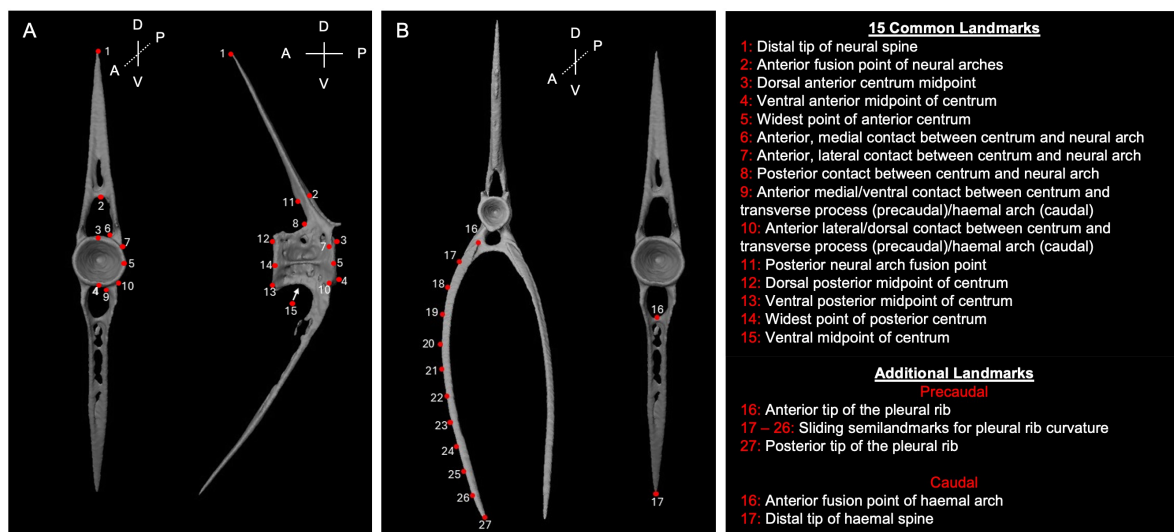 A
D
P
A
V
1
2
3
6
7
5
4
9
10
D
A
P
V
1
2
11
8
12
7
3
14
5
13
10
4
15
B
D
P
A
V
16
17
18
19
20
21
22
23
24
25
26
27
16
17
15 Common Landmarks
1: Distal tip of neural spine
2: Anterior fusion point of neural arches
3: Dorsal anterior centrum midpoint
4: Ventral anterior midpoint of centrum
5: Widest point of anterior centrum
6: Anterior, medial contact between centrum and neural arch
7: Anterior, lateral contact between centrum and neural arch
8: Posterior contact between centrum and neural arch
9: Anterior medial/ventral contact between centrum and
transverse process (precaudal)/haemal arch (caudal)
10: Anterior lateral/dorsal contact between centrum and
transverse process (precaudal)/haemal arch (caudal)
11: Posterior neural arch fusion point
12: Dorsal posterior midpoint of centrum
13: Ventral posterior midpoint of centrum
14: Widest point of posterior centrum
15: Ventral midpoint of centrum
Additional Landmarks
Precaudal
16: Anterior tip of the pleural rib
17 – 26: Sliding semilandmarks for pleural rib curvature
27: Posterior tip of the pleural rib
Caudal
16: Anterior fusion point of haemal arch
17: Distal tip of haemal spine